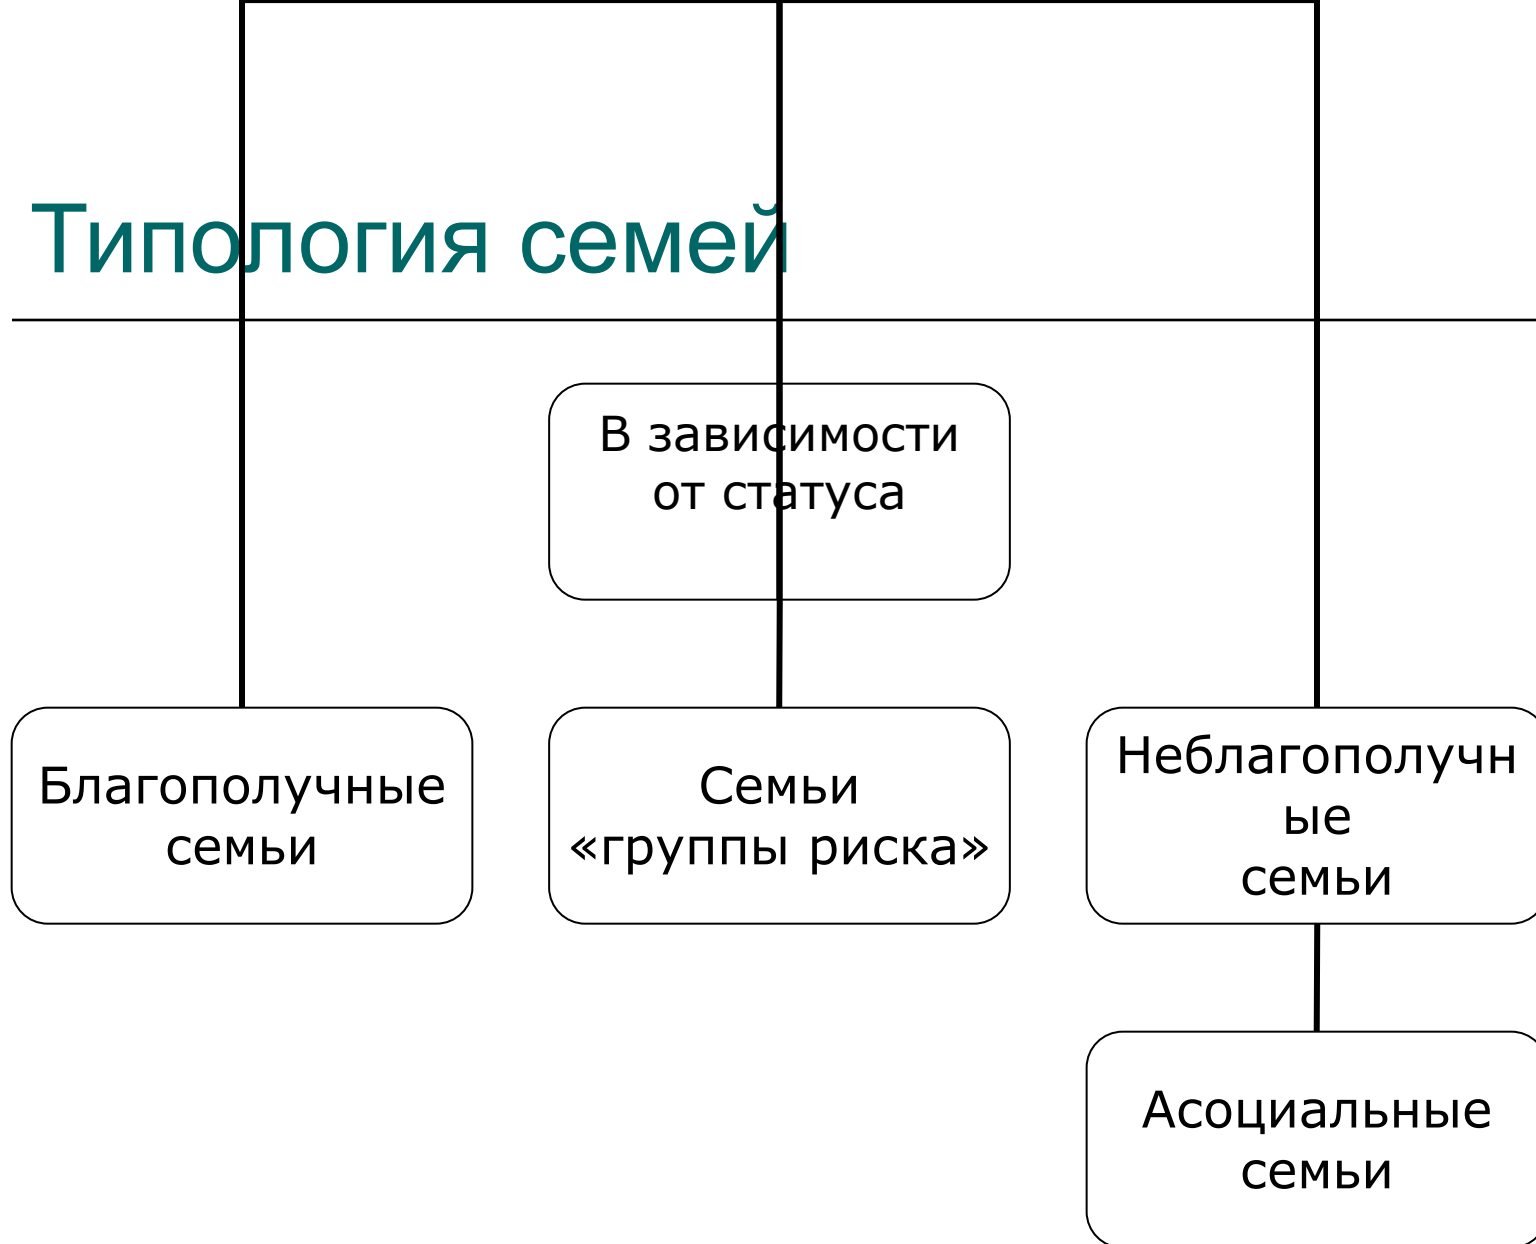 Типология семей
В зависимости
от статуса
Благополучные
семьи
Семьи
«группы риска»
Неблагополучн
ые
семьи
Асоциальные
семьи